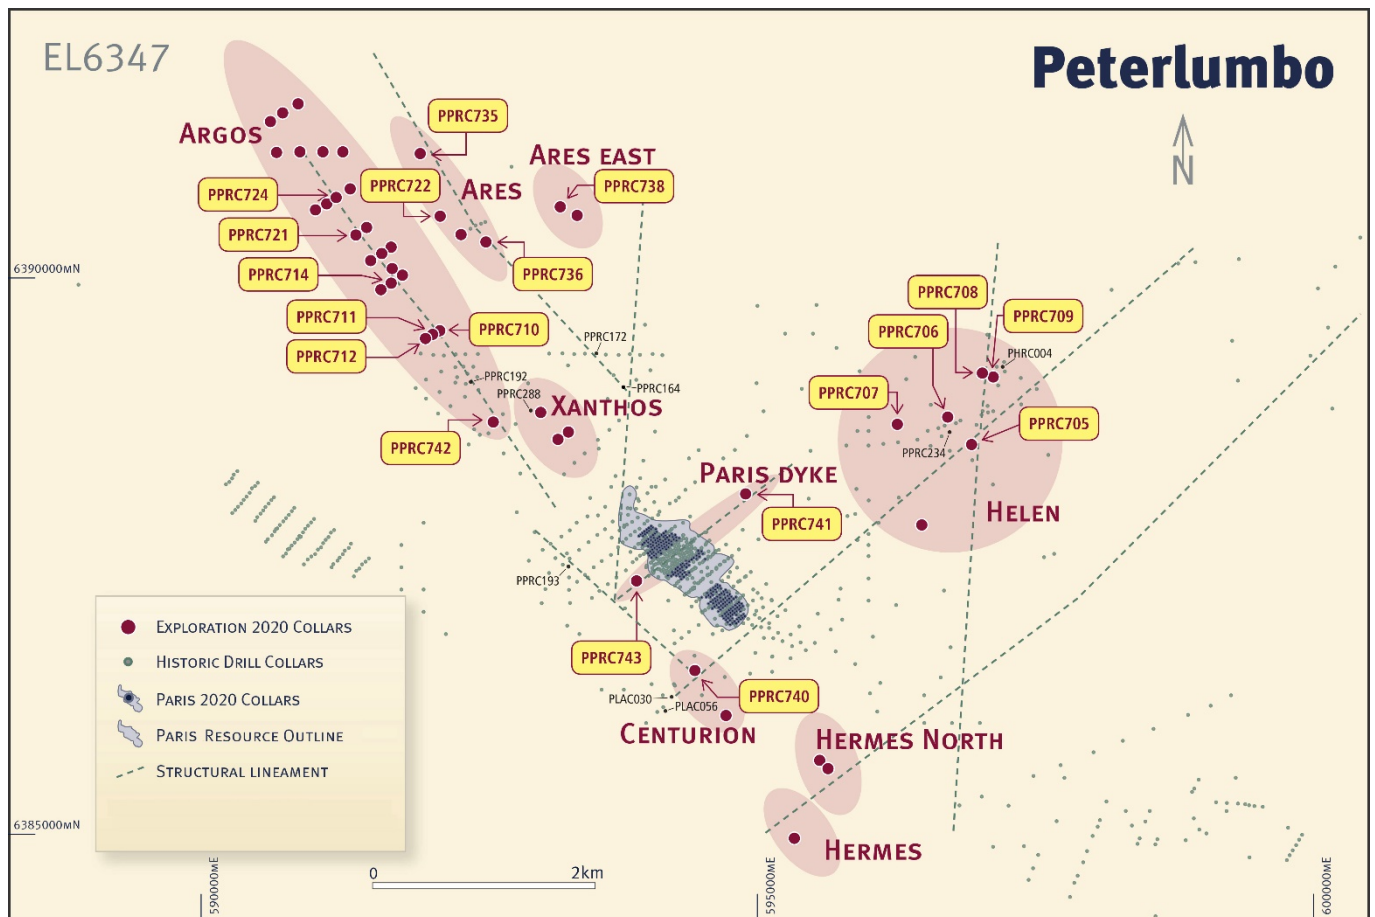 EL6347
Peterlumbo
N
PPRC735
ARGOS
ARES EAST
PPRC722
ARES
PPRC738
PPRC724
PPRC721
PPRC736
PPRC714
6390000mN
PPRC708
PPRC711
PPRC710
PPRC706
PPRC709
PPRC712
PPRC172
PHRC004
PPRC192
PPRC288
PPRC164
PPRC707
XANTHOS
PPRC705
PPRC742
PPRC234
PARIS DYKE
PPRC741
HELEN
PPRC193
EXPLORATION 2020 COLLARS
HISTORIC DRILL COLLARS
PARIS 2020 COLLARS
PARIS RESOURCE OUTLINE
STRUCTURAL LINEAMENT
PPRC743
PPRC740
PLAC030
PLAC056
CENTURION
HERMES NORTH
HERMES
6385000mN
0 2km
590000mE
595000mE
600000mE